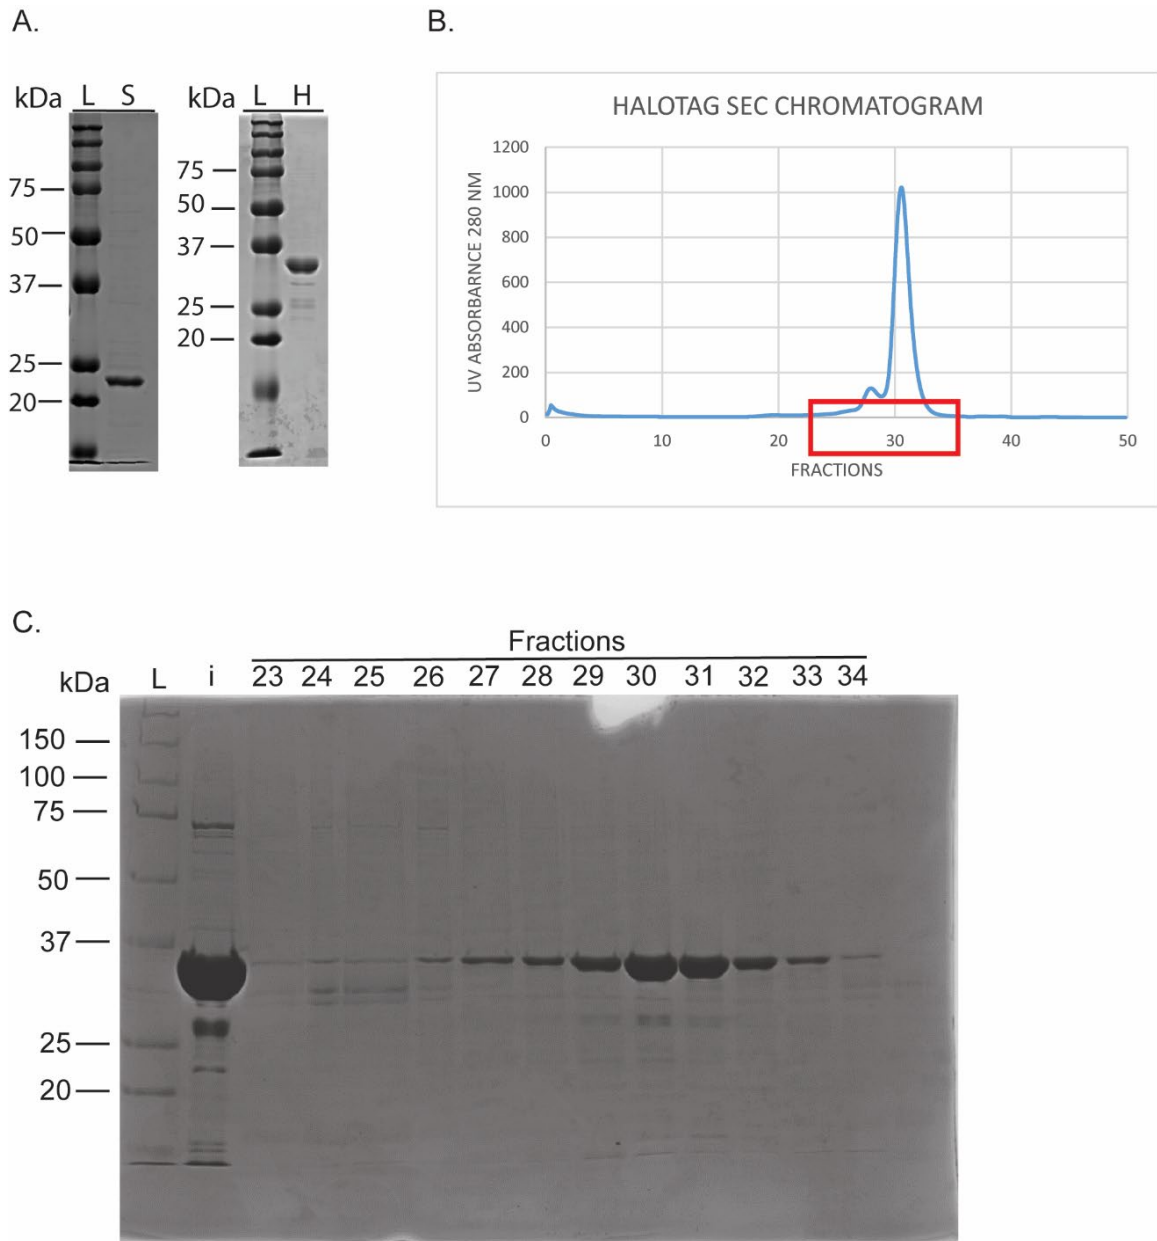 A.
kDa L S
75
50
37
25
20
kDa L H
75
50
37
25
20
B.
HALOTAG SEC CHROMATOGRAM
UV ABSORBARNCE 280 NM
1200
1000
800
600
400
200
0
0 10 20 30 40 50
FRACTIONS
C.
Fractions
kDa L i 23 24 25 26 27 28 29 30 31 32 33 34
150
100
75
50
37
25
20